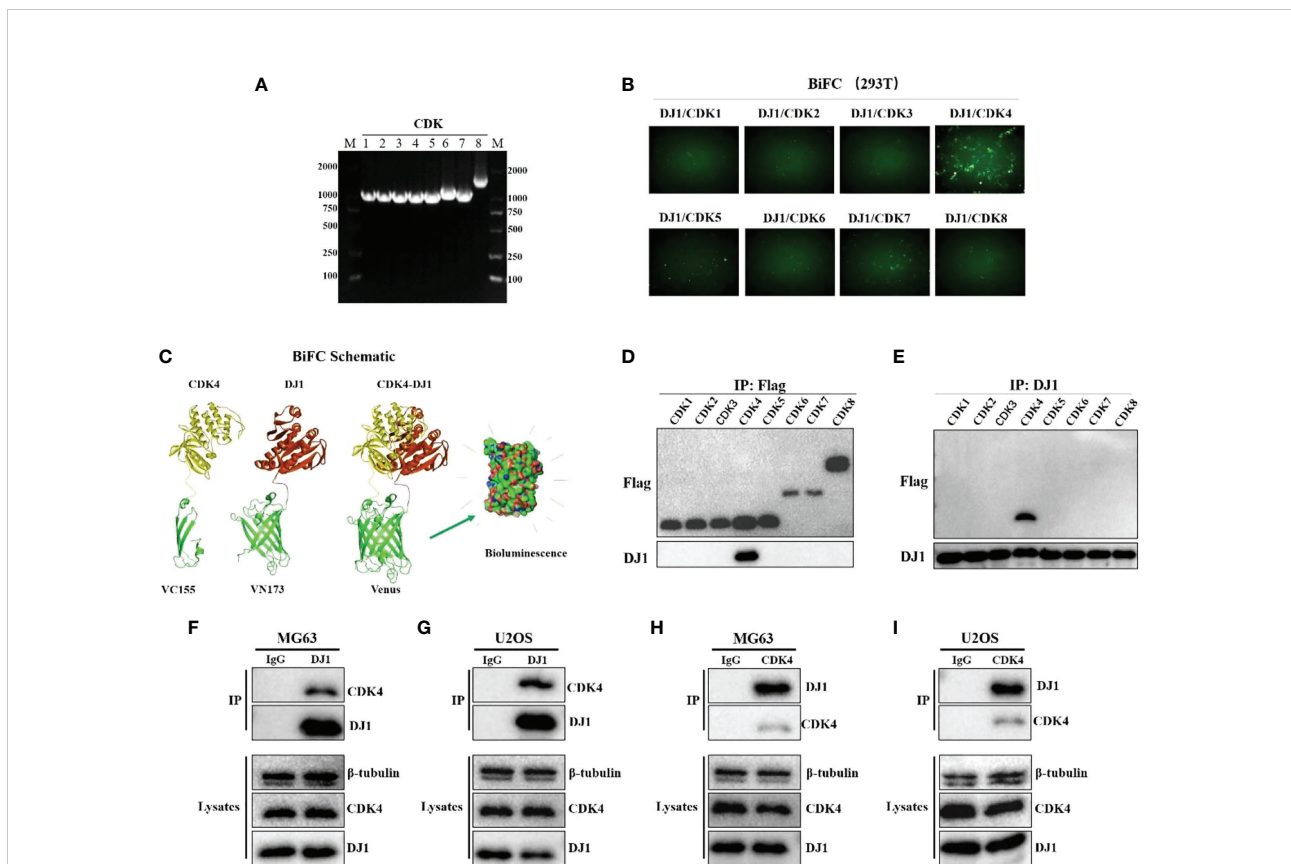 A
CDK
M 1 2 3 4 5 6 7 8 M
2000
1000
750
500
250
100
2000
1000
750
500
250
100
B
BiFC (293T)
DJ1/CDK1 DJ1/CDK2 DJ1/CDK3 DJ1/CDK4
DJ1/CDK5 DJ1/CDK6 DJ1/CDK7 DJ1/CDK8
C
BiFC Schematic
CDK4 DJ1 CDK4-DJ1
Bioluminescence
VC155 VN173 Venus
D
IP: Flag
CDK1 CDK2 CDK3 CDK4 CDK5 CDK6 CDK7 CDK8
Flag
DJ1
E
IP: DJ1
CDK1 CDK2 CDK3 CDK4 CDK5 CDK6 CDK7 CDK8
Flag
DJ1
F
MG63
IgG DJ1
IP
CDK4
DJ1
Lysates
β-tubulin
CDK4
DJ1
G
U2OS
IgG DJ1
IP
CDK4
DJ1
Lysates
β-tubulin
CDK4
DJ1
H
MG63
IgG CDK4
IP
DJ1
CDK4
Lysates
β-tubulin
CDK4
DJ1
I
U2OS
IgG CDK4
IP
DJ1
CDK4
Lysates
β-tubulin
CDK4
DJ1